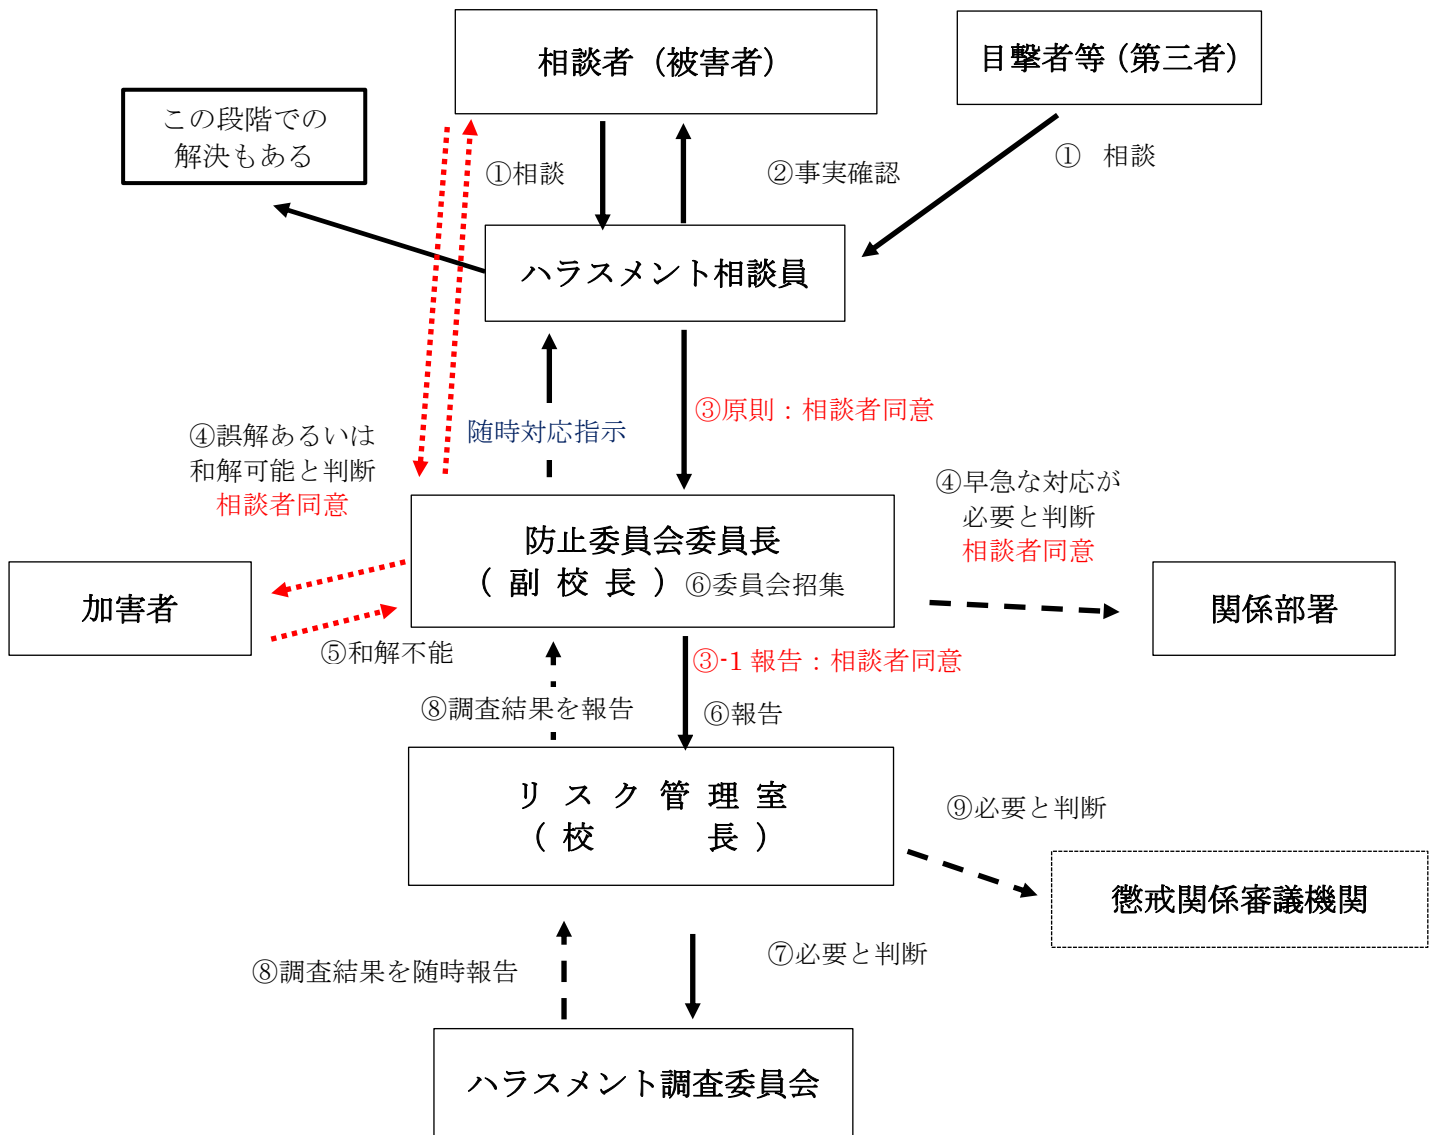 相談者（被害者）
目撃者等（第三者）
この段階での
解決もある
①相談
②事実確認
① 相談
ハラスメント相談員
③原則：相談者同意
随時対応指示
④誤解あるいは
和解可能と判断
相談者同意
④早急な対応が
必要と判断
相談者同意
防止委員会委員長
（ 副 校 長 ）⑥委員会招集
加害者
関係部署
⑤和解不能
③-1 報告：相談者同意
⑧調査結果を報告
⑥報告
リ ス ク 管 理 室
（ 校 長 ）
⑨必要と判断
懲戒関係審議機関
⑦必要と判断
⑧調査結果を随時報告
ハラスメント調査委員会